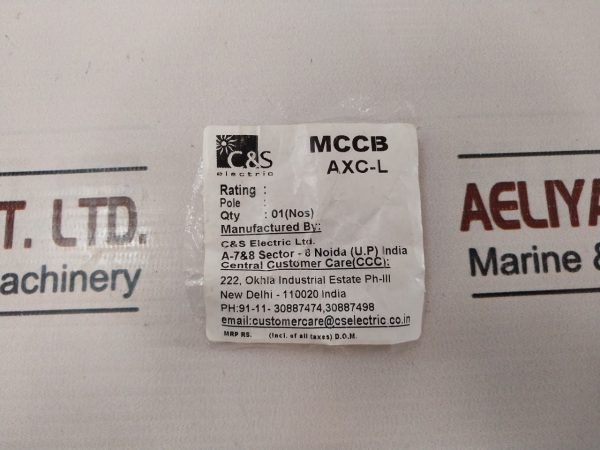 C&S
electric
MCCB
AXC-L
Rating :
Pole :
Qty : 01(Nos)
Manufactured By:
C&S Electric Ltd.
A-7&8 Sector - 8 Noida (U.P) India
Central Customer Care(CCC):
222, Okhla Industrial Estate Ph-III
New Delhi - 110020 India
PH:91-11- 30887474,30887498
email:customercare@cselectric.co.in
MRP RS. (Incl. of all taxes) D.O.M.
T. LTD.
achinery
AELIYA
Marine &